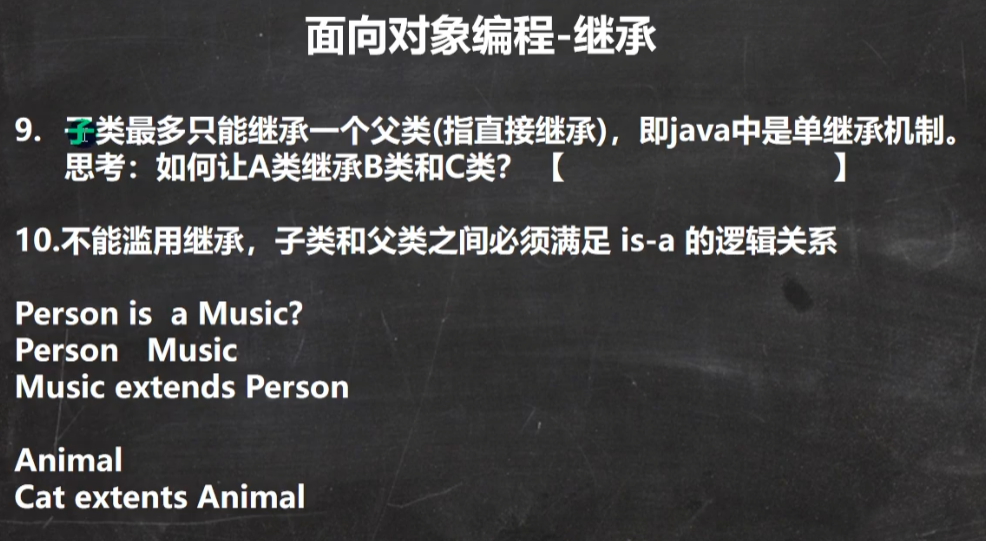 面向对象编程-继承
9. 子类最多只能继承一个父类(指直接继承)，即java中是单继承机制。
思考：如何让A类继承B类和C类？ 【 】
10.不能滥用继承，子类和父类之间必须满足 is-a 的逻辑关系
Person is a Music?
Person Music
Music extends Person
Animal
Cat extents Animal